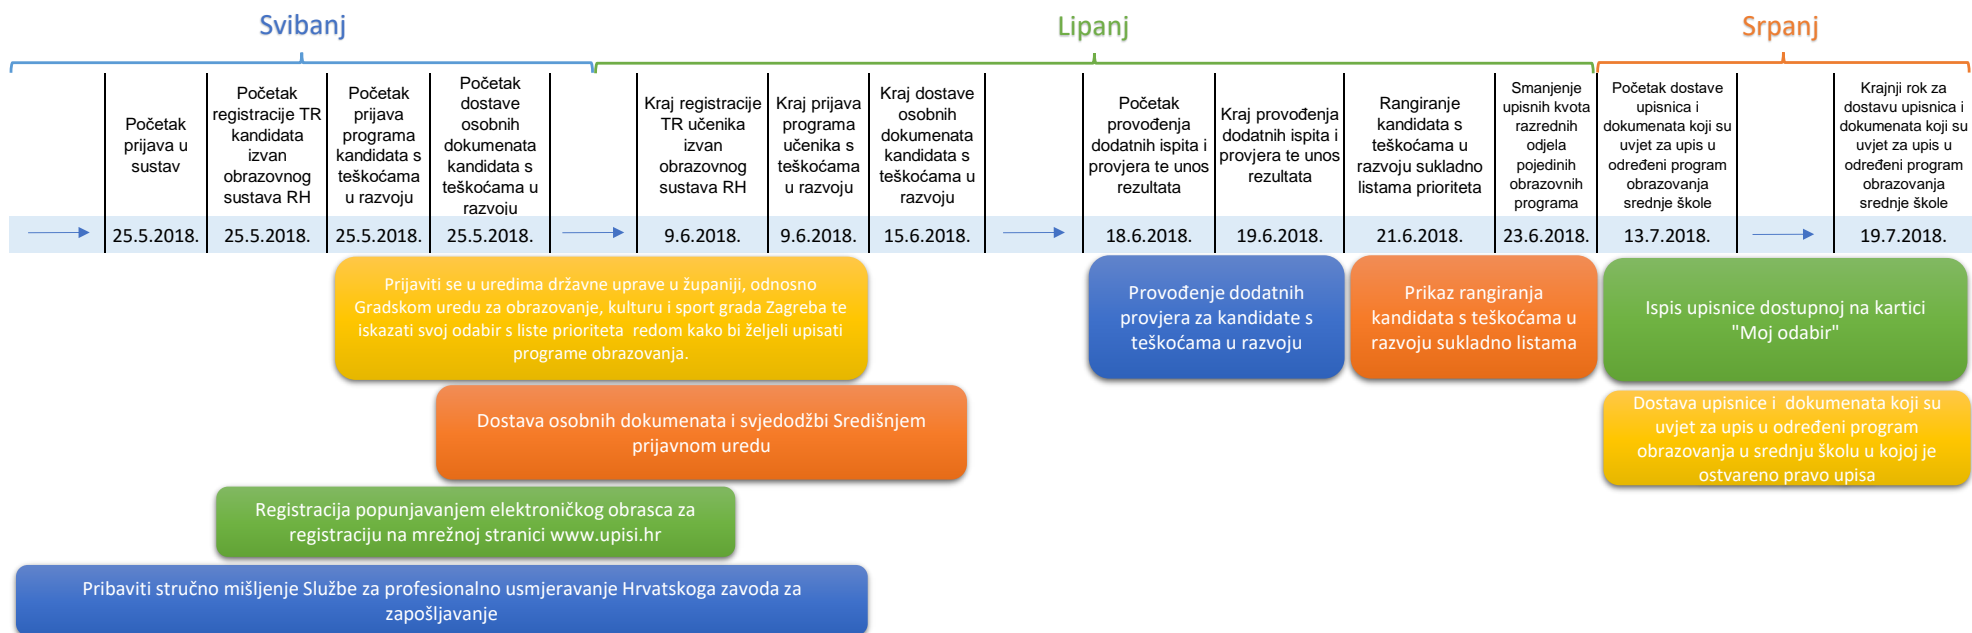 Svibanj
Lipanj
Srpanj
Početak
prijava u
sustav
Početak
registracije TR
kandidata
izvan
obrazovnog
sustava RH
Početak
prijava
programa
kandidata s
teškoćama
u razvoju
Početak
dostave
osobnih
dokumenata
kandidata s
teškoćama u
razvoju
Kraj registracije
TR učenika
izvan
obrazovnog
sustava RH
Kraj prijava
programa
učenika s
teškoćama
u razvoju
Kraj dostave
osobnih
dokumenata
kandidata s
teškoćama u
razvoju
Početak
provođenja
dodatnih ispita i
provjera te unos
rezultata
Kraj provođenja
dodatnih ispita i
provjera te unos
rezultata
Rangiranje
kandidata s
teškoćama u
razvoju sukladno
listama prioriteta
Smanjenje
upisnih kvota
razrednih
odjela
pojedinih
obrazovnih
programa
Početak dostave
upisnica i
dokumenata koji su
uvjet za upis u
određeni program
obrazovanja
srednje škole
Krajnji rok za
dostavu upisnica i
dokumenata koji su
uvjet za upis u
određeni program
obrazovanja
srednje škole
25.5.2018.
25.5.2018.
25.5.2018.
25.5.2018.
9.6.2018.
9.6.2018.
15.6.2018.
18.6.2018.
19.6.2018.
21.6.2018.
23.6.2018.
13.7.2018.
19.7.2018.
Prijaviti se u uredima državne uprave u županiji, odnosno
Gradskom uredu za obrazovanje, kulturu i sport grada Zagreba te
iskazati svoj odabir s liste prioriteta redom kako bi željeli upisati
programe obrazovanja.
Provođenje dodatnih
provjera za kandidate s
teškoćama u razvoju
Prikaz rangiranja
kandidata s teškoćama u
razvoju sukladno listama
Ispis upisnice dostupnoj na kartici
"Moj odabir"
Dostava osobnih dokumenata i svjedodžbi Središnjem
prijavnom uredu
Dostava upisnice i dokumenata koji su
uvjet za upis u određeni program
obrazovanja u srednju školu u kojoj je
ostvareno pravo upisa
Registracija popunjavanjem elektroničkog obrasca za
registraciju na mrežnoj stranici www.upisi.hr
Pribaviti stručno mišljenje Službe za profesionalno usmjeravanje Hrvatskoga zavoda za
zapošljavanje